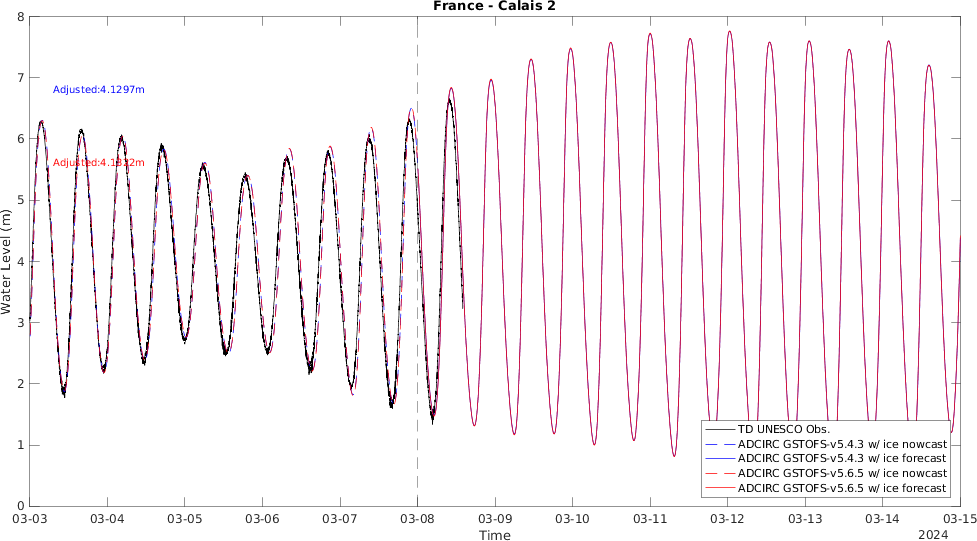 France - Calais 2
8
7
6
5
4
3
2
1
0
Water Level (m)
Adjusted:4.1297m
Adjusted:4.1322m
TD UNESCO Obs.
ADCIRC GSTOFS-v5.4.3 w/ ice nowcast
ADCIRC GSTOFS-v5.4.3 w/ ice forecast
ADCIRC GSTOFS-v5.6.5 w/ ice nowcast
ADCIRC GSTOFS-v5.6.5 w/ ice forecast
03-03 03-04 03-05 03-06 03-07 03-08 03-09 03-10 03-11 03-12 03-13 03-14 03-15
Time
2024